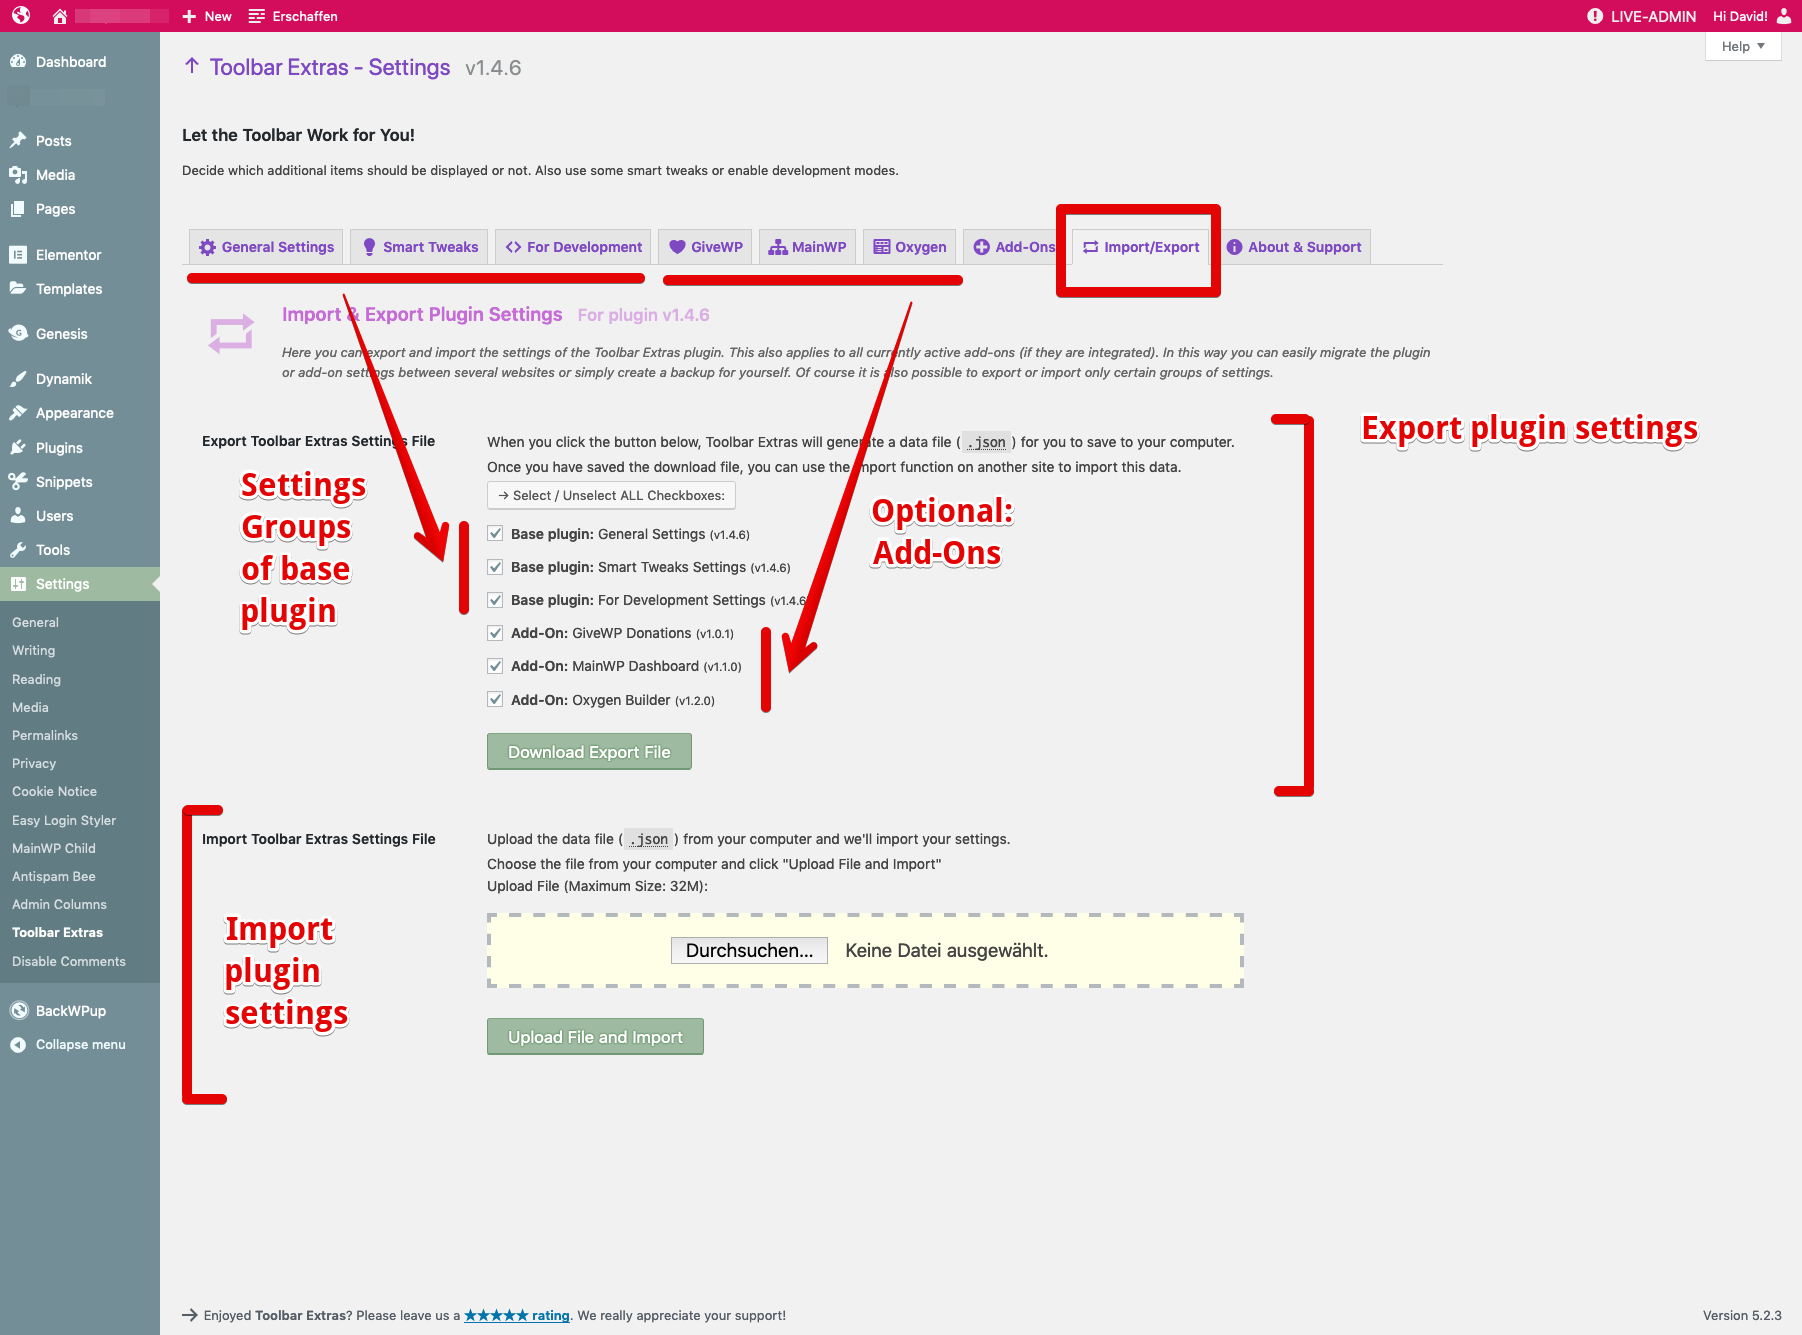 New
Erschaffen
LIVE-ADMIN
Hi David!
Help
Dashboard
Posts
Media
Pages
Elementor
Templates
Genesis
Dynamik
Appearance
Plugins
Snippets
Users
Tools
Settings
General
Writing
Reading
Media
Permalinks
Privacy
Cookie Notice
Easy Login Styler
MainWP Child
Antispam Bee
Admin Columns
Toolbar Extras
Disable Comments
BackWPup
Collapse menu
Toolbar Extras - Settings v1.4.6
Let the Toolbar Work for You!
Decide which additional items should be displayed or not. Also use some smart tweaks or enable development modes.
General Settings
Smart Tweaks
For Development
GiveWP
MainWP
Oxygen
Add-Ons
Import/Export
About & Support
Import & Export Plugin Settings For plugin v1.4.6
Here you can export and import the settings of the Toolbar Extras plugin. This also applies to all currently active add-ons (if they are integrated). In this way you can easily migrate the plugin
or add-on settings between several websites or simply create a backup for yourself. Of course it is also possible to export or import only certain groups of settings.
Export Toolbar Extras Settings File
When you click the button below, Toolbar Extras will generate a data file ( .json ) for you to save to your computer.
Once you have saved the download file, you can use the import function on another site to import this data.
→ Select / Unselect ALL Checkboxes:
Base plugin: General Settings (v1.4.6)
Base plugin: Smart Tweaks Settings (v1.4.6)
Base plugin: For Development Settings (v1.4.6
Add-On: GiveWP Donations (v1.0.1)
Add-On: MainWP Dashboard (v1.1.0)
Add-On: Oxygen Builder (v1.2.0)
Download Export File
Settings
Groups
of base
plugin
Optional:
Add-Ons
Export plugin settings
Import Toolbar Extras Settings File
Upload the data file ( .json ) from your computer and we'll import your settings.
Choose the file from your computer and click "Upload File and Import"
Upload File (Maximum Size: 32M):
Durchsuchen... Keine Datei ausgewählt.
Upload File and Import
Import
plugin
settings
→ Enjoyed Toolbar Extras? Please leave us a ★★★★★ rating. We really appreciate your support!
Version 5.2.3